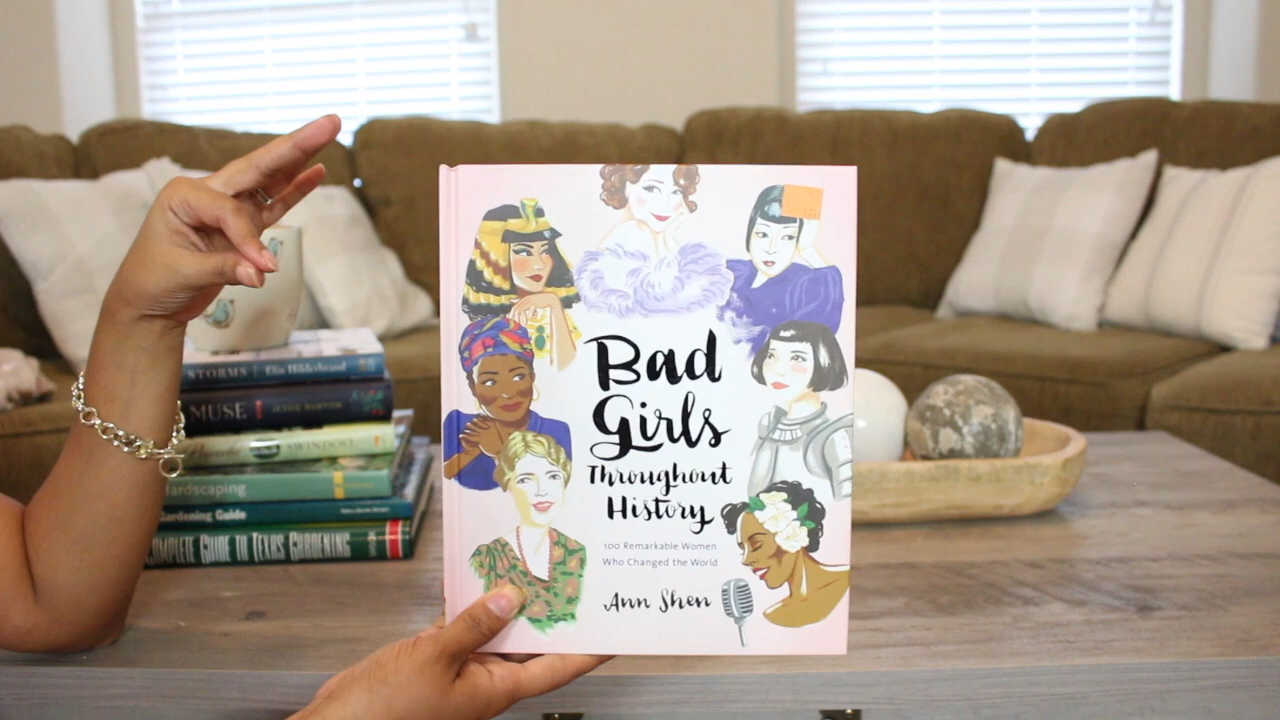 Bad
Girls
Throughout
History
100 Remarkable Women
Who Changed the World
Ann Shen
STORMS | Elin Hilderbrand
MUSE JESSIE BURTON
SWINDOLL
Hardscaping
Gardening Guide
COMPLETE GUIDE TO TEXAS GARDENING